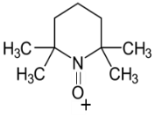 H₃C CH₃
H₃C N CH₃
O
+